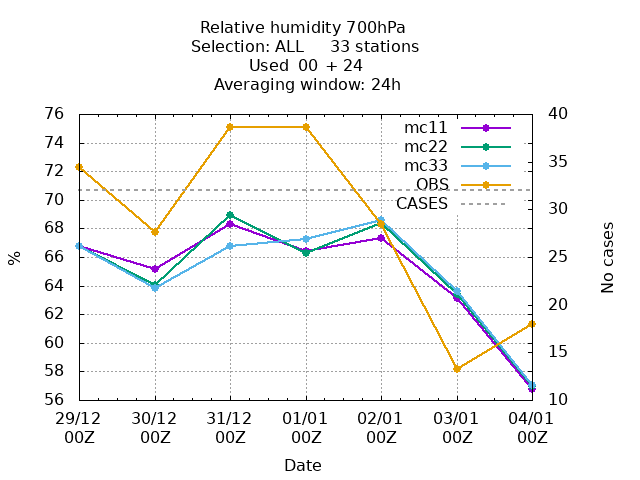 Relative humidity 700hPa
Selection: ALL 33 stations
Used 00 + 24
Averaging window: 24h
76 40
74 35
72 30
70 25
68 20
66 15
64 10
62
60
58
56
mc11
mc22
mc33
OBS
CASES
%
No cases
29/12 30/12 31/12 01/01 02/01 03/01 04/01
00Z 00Z 00Z 00Z 00Z 00Z 00Z
Date